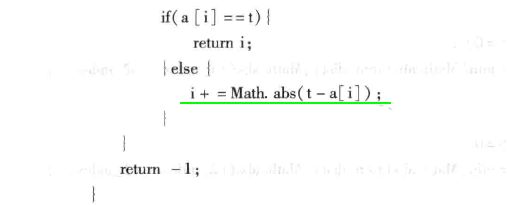 if( a [ i ] ==t) {
return i;
} else {
i + = Math. abs( t - a[ i ] ) ;
}
}
return -1;
}